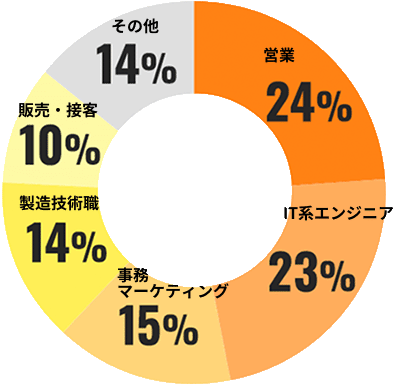 営業
24%
IT系エンジニア
23%
事務
マーケティング
15%
製造技術職
14%
販売・接客
10%
その他
14%